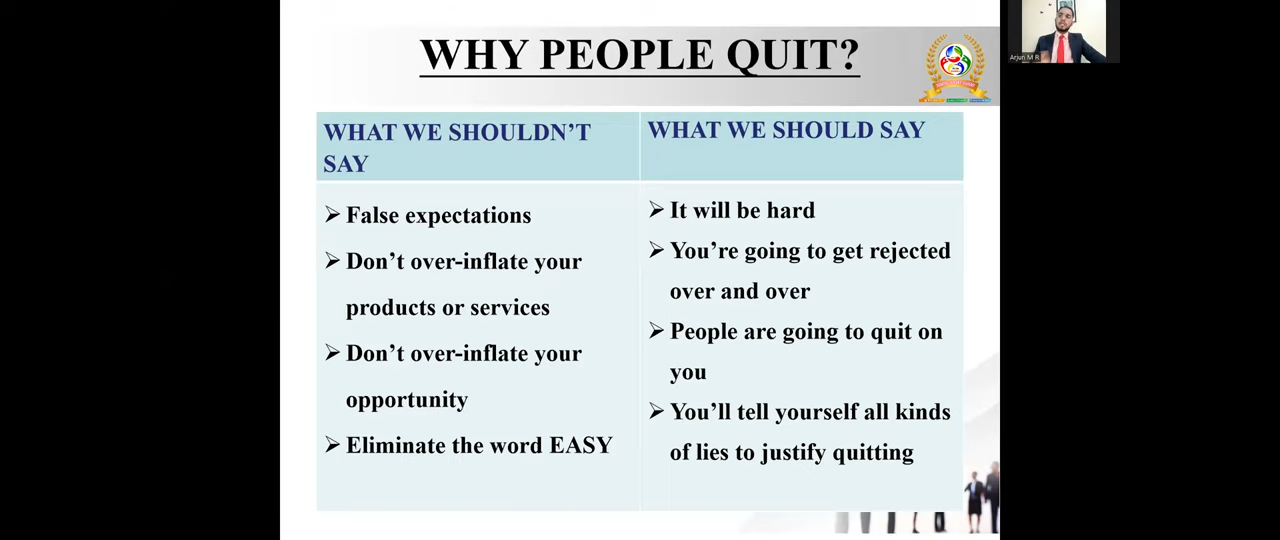 WHY PEOPLE QUIT?
Arjun M R
WHAT WE SHOULDN’T
SAY
WHAT WE SHOULD SAY
➢ False expectations
➢ Don’t over-inflate your
products or services
➢ Don’t over-inflate your
opportunity
➢ Eliminate the word EASY
➢ It will be hard
➢ You’re going to get rejected
over and over
➢ People are going to quit on
you
➢ You’ll tell yourself all kinds
of lies to justify quitting